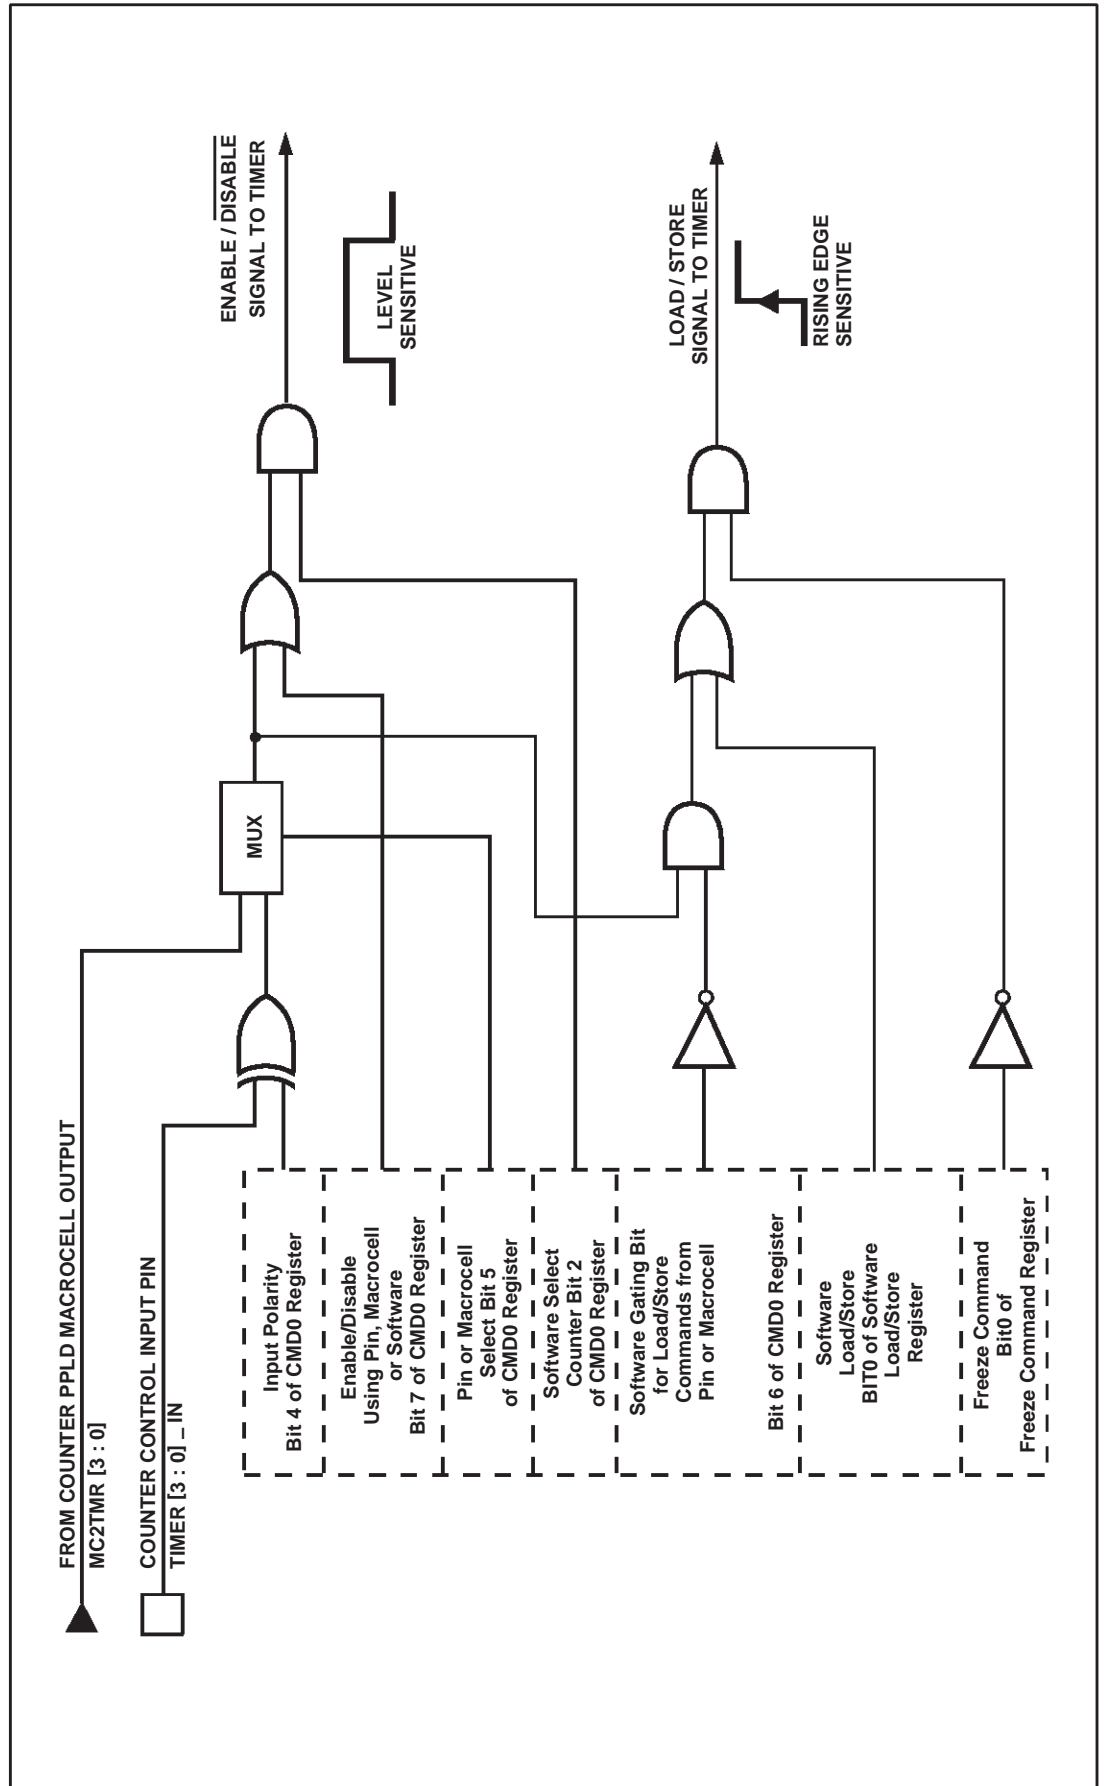 FROM COUNTER PPLD MACROCELL OUTPUT
MC2TMR [3 : 0]
COUNTER CONTROL INPUT PIN
TIMER [3 : 0] _ IN
Input Polarity
Bit 4 of CMD0 Register
Enable/Disable
Using Pin, Macrocell
or Software
Bit 7 of CMD0 Register
Pin or Macrocell
Select Bit 5
of CMD0 Register
Software Select
Counter Bit 2
of CMD0 Register
Software Gating Bit
for Load/Store
Commands from
Pin or Macrocell
Bit 6 of CMD0 Register
Software
Load/Store
BIT0 of Software
Load/Store
Register
Freeze Command
Bit0 of
Freeze Command Register
MUX
ENABLE / DISABLE
SIGNAL TO TIMER
LEVEL
SENSITIVE
LOAD / STORE
SIGNAL TO TIMER
RISING EDGE
SENSITIVE